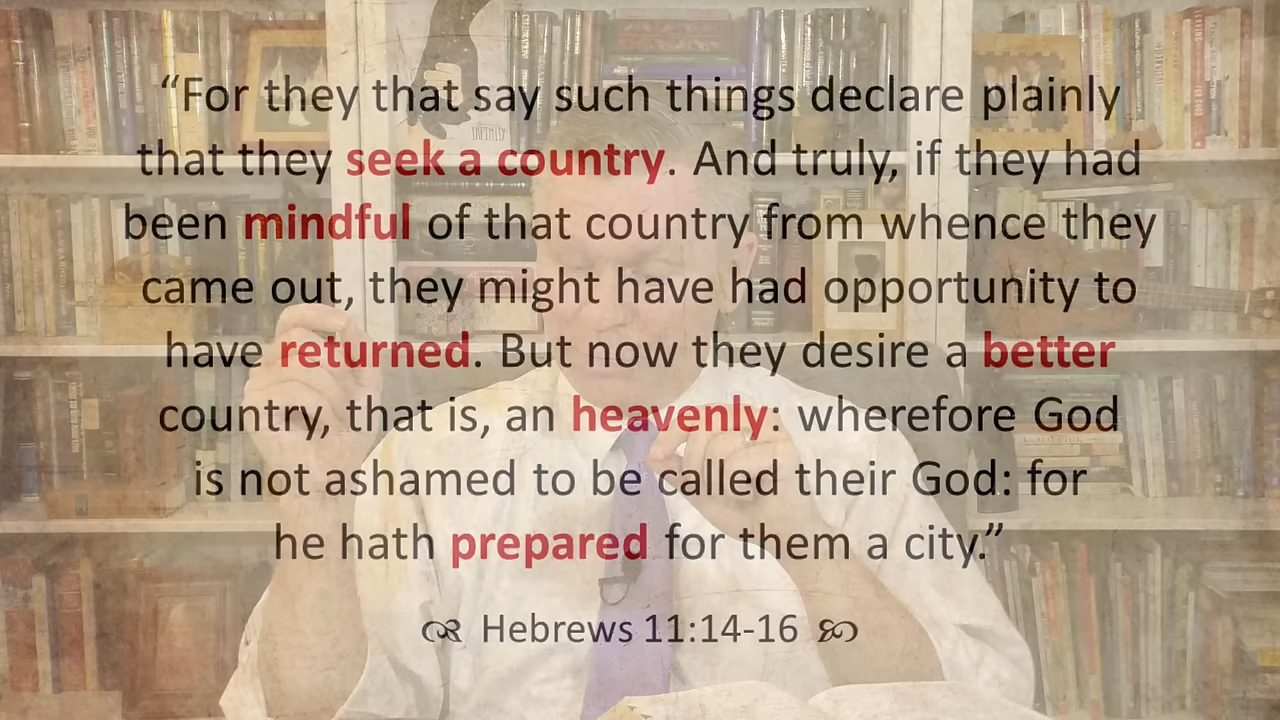 “For they that say such things declare plainly
that they seek a country. And truly, if they had
been mindful of that country from whence they
came out, they might have had opportunity to
have returned. But now they desire a better
country, that is, an heavenly: wherefore God
is not ashamed to be called their God: for
he hath prepared for them a city.”
Hebrews 11:14-16
INFINITY